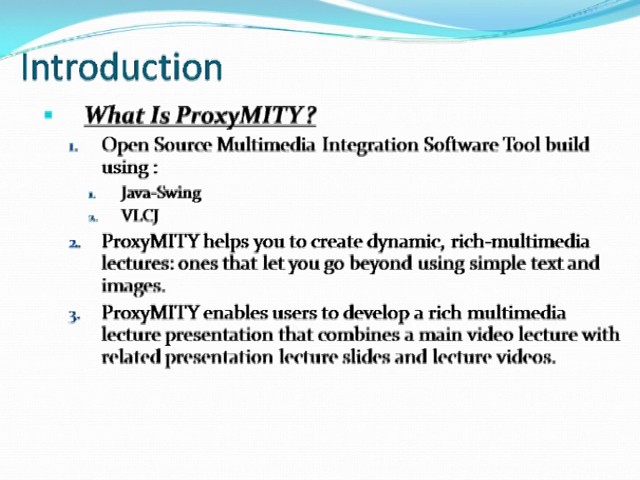 Introduction
What Is ProxyMITY?
1. Open Source Multimedia Integration Software Tool build
using :
1. Java-Swing
2. VLCJ
2. ProxyMITY helps you to create dynamic, rich-multimedia
lectures: ones that let you go beyond using simple text and
images.
3. ProxyMITY enables users to develop a rich multimedia
lecture presentation that combines a main video lecture with
related presentation lecture slides and lecture videos.